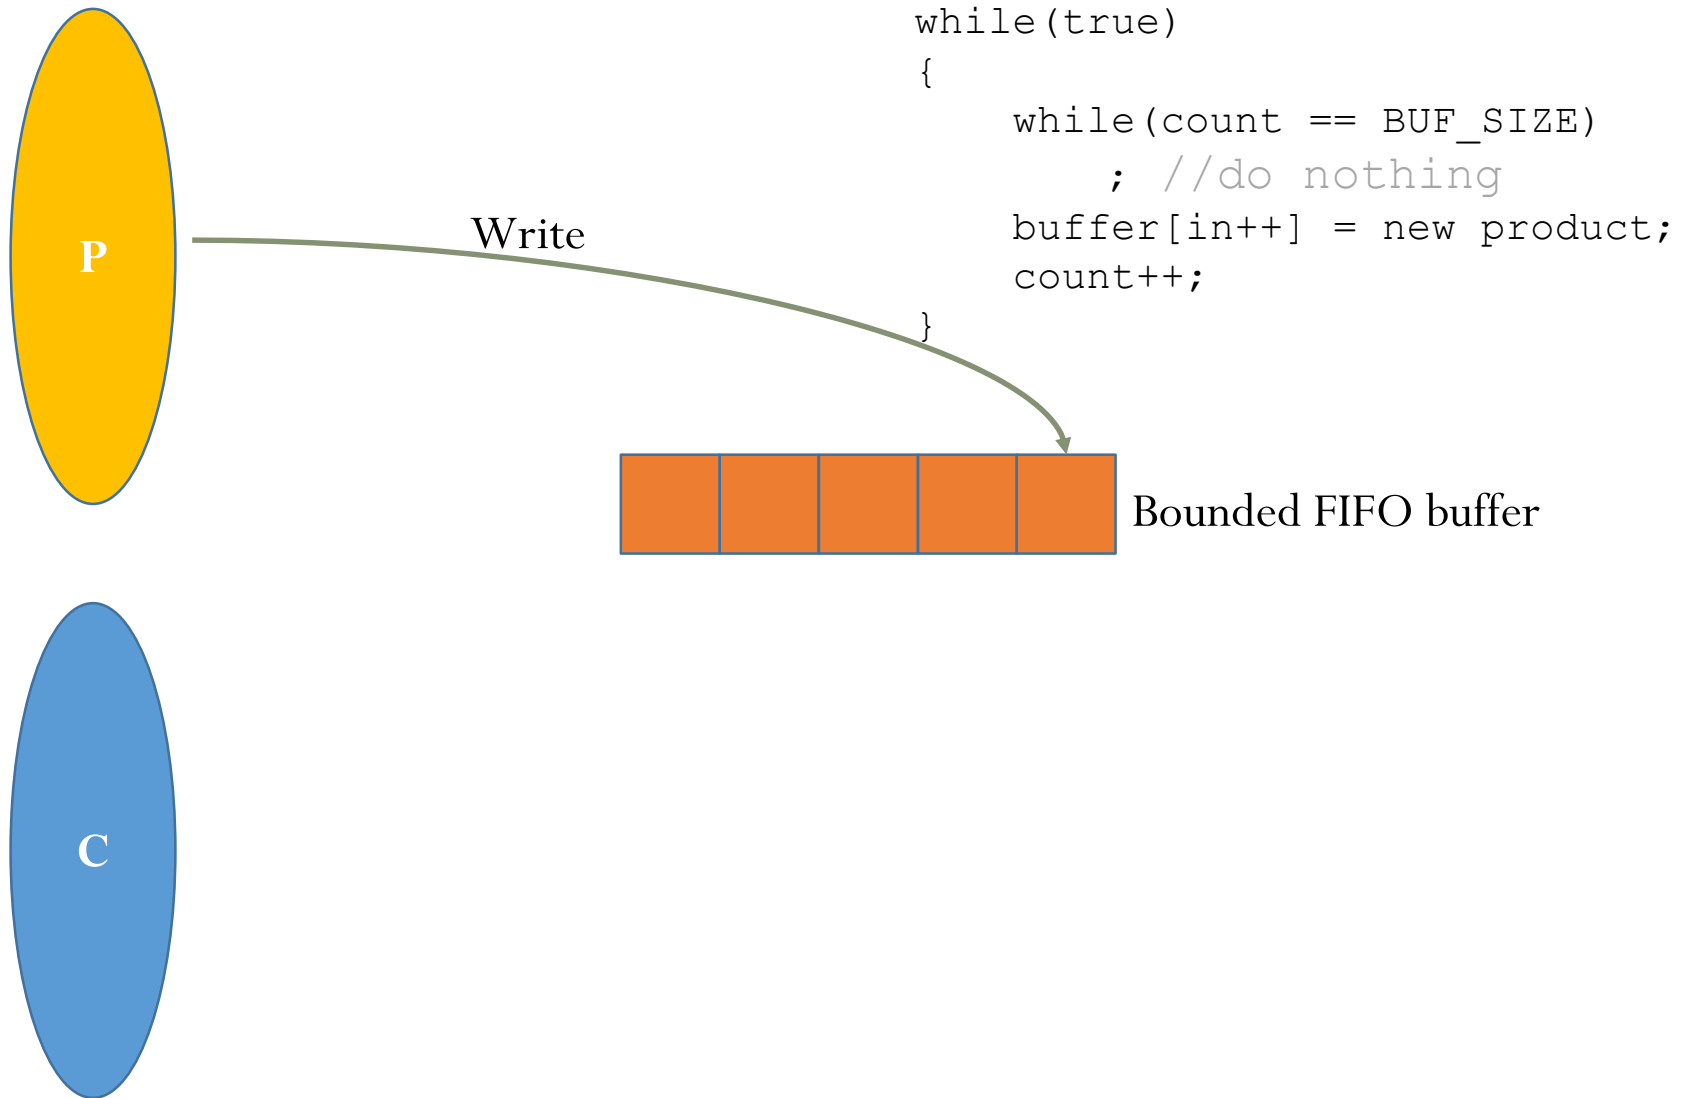 while(true)
{
while(count == BUF_SIZE)
; //do nothing
buffer[in++] = new product;
count++;
}
Write
P
Bounded FIFO buffer
C